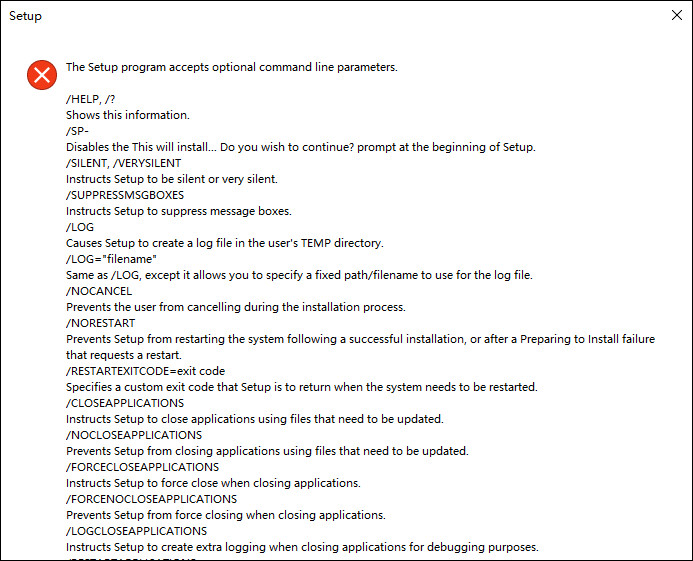 Setup
The Setup program accepts optional command line parameters.
/HELP, /?
Shows this information.
/SP-
Disables the This will install... Do you wish to continue? prompt at the beginning of Setup.
/SILENT, /VERYSILENT
Instructs Setup to be silent or very silent.
/SUPPRESSMSGBOXES
Instructs Setup to suppress message boxes.
/LOG
Causes Setup to create a log file in the user's TEMP directory.
/LOG="filename"
Same as /LOG, except it allows you to specify a fixed path/filename to use for the log file.
/NOCANCEL
Prevents the user from cancelling during the installation process.
/NORESTART
Prevents Setup from restarting the system following a successful installation, or after a Preparing to Install failure
that requests a restart.
/RESTARTEXITCODE=exit code
Specifies a custom exit code that Setup is to return when the system needs to be restarted.
/CLOSEAPPLICATIONS
Instructs Setup to close applications using files that need to be updated.
/NOCLOSEAPPLICATIONS
Prevents Setup from closing applications using files that need to be updated.
/FORCECLOSEAPPLICATIONS
Instructs Setup to force close when closing applications.
/FORCENOCLOSEAPPLICATIONS
Prevents Setup from force closing when closing applications.
/LOGCLOSEAPPLICATIONS
Instructs Setup to create extra logging when closing applications for debugging purposes.